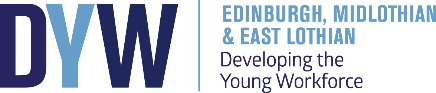 DYW
EDINBURGH, MIDLOTHIAN
& EAST LOTHIAN
Developing the
Young Workforce